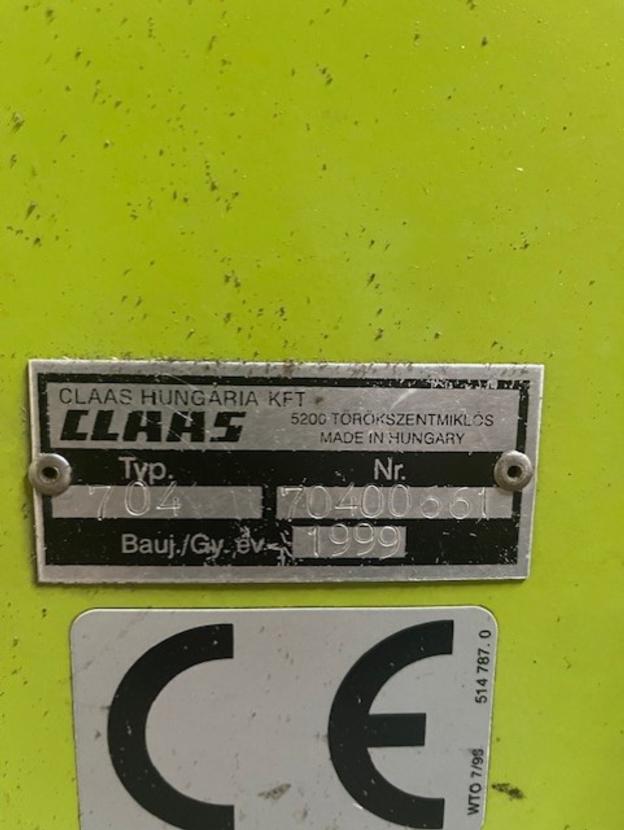 CLAAS HUNGARIA KFT
CLAAS
5200 TÖRÖKSZENTMIKLÓS
MADE IN HUNGARY
Typ. Nr.
704 70400661
Bauj./Gy. év 1999
CE
514 787. 0
WTO 7/96